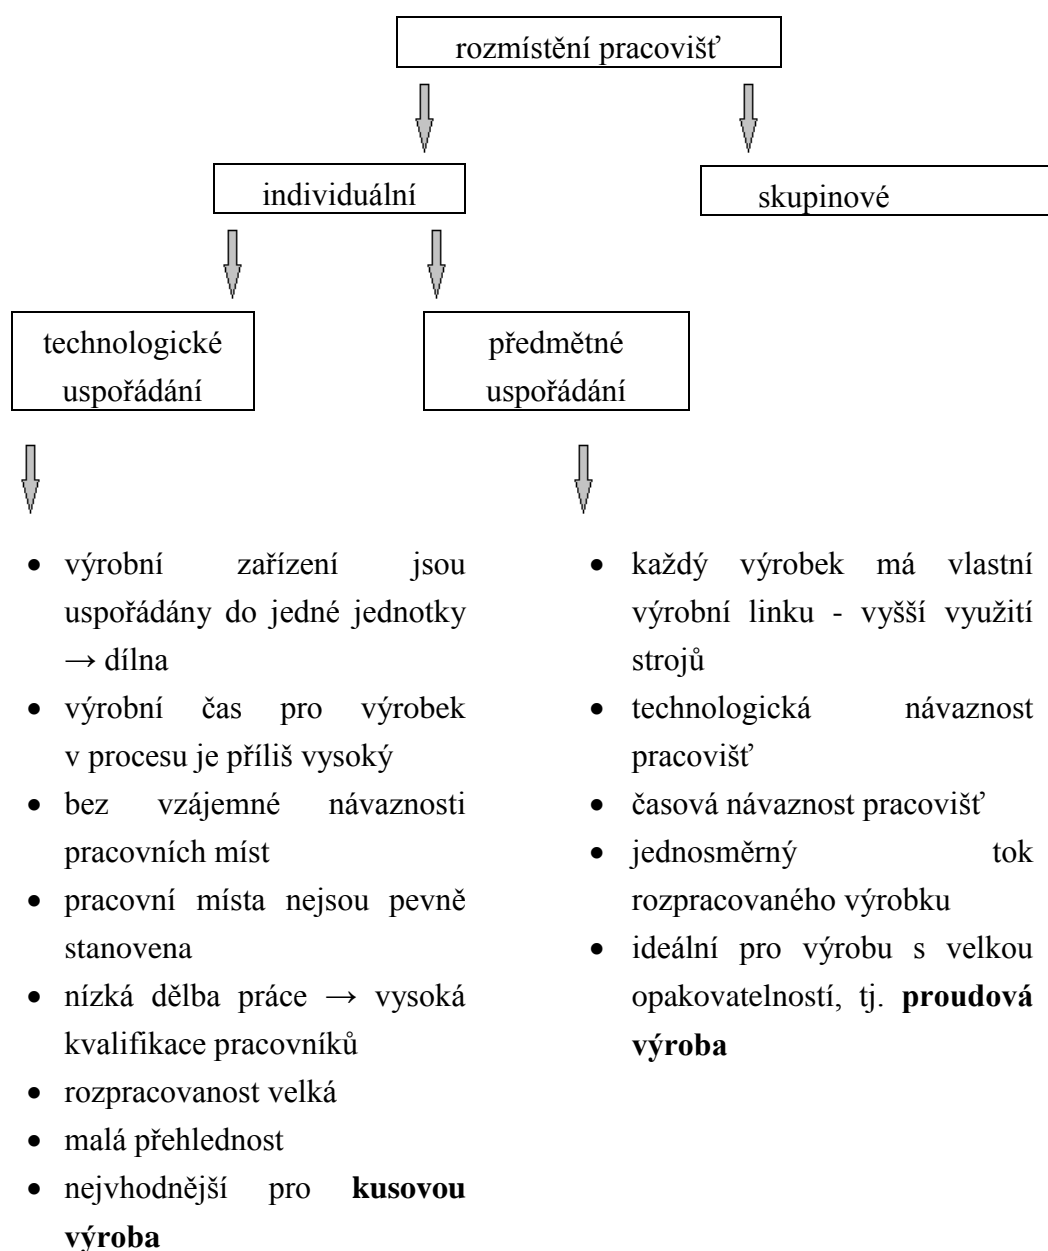 rozmístění pracovišť
individuální
skupinové
technologické
uspořádání
předmětné
uspořádání
• výrobní zařízení jsou
uspořádány do jedné jednotky
→ dílna
• výrobní čas pro výrobek
v procesu je příliš vysoký
• bez vzájemné návaznosti
pracovních míst
• pracovní místa nejsou pevně
stanovena
• nízká dělba práce → vysoká
kvalifikace pracovníků
• rozpracovanost velká
• malá přehlednost
• nejvhodnější pro kusovou
výroba
• každý výrobek má vlastní
výrobní linku - vyšší využití
strojů
• technologická návaznost
pracovišť
• časová návaznost pracovišť
• jednosměrný tok
rozpracovaného výrobku
• ideální pro výrobu s velkou
opakovatelností, tj. proudová
výroba